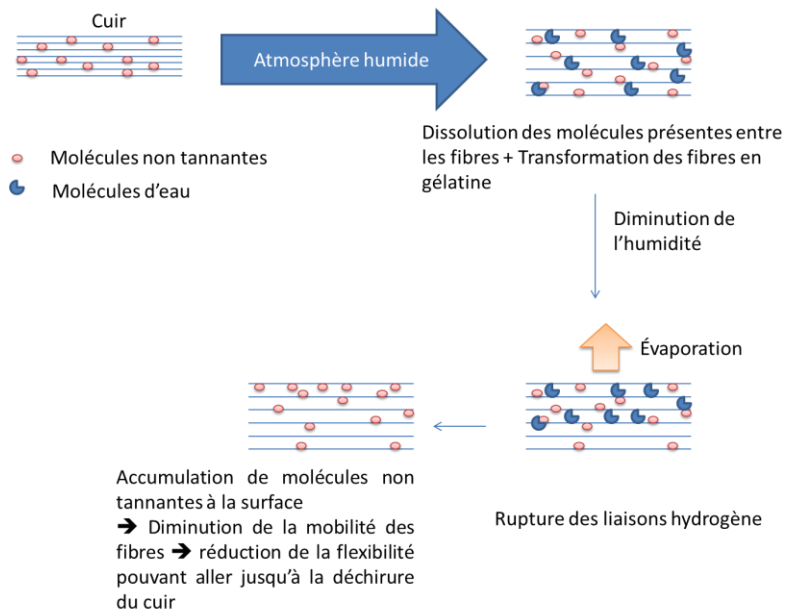 Cuir
Atmosphère humide
Molécules non tannantes
Molécules d'eau
Dissolution des molécules présentes entre
les fibres + Transformation des fibres en
gélatine
Diminution de
l'humidité
Évaporation
Rupture des liaisons hydrogène
Accumulation de molécules non
tannantes à la surface
➔ Diminution de la mobilité des
fibres ➔ réduction de la flexibilité
pouvant aller jusqu'à la déchirure
du cuir